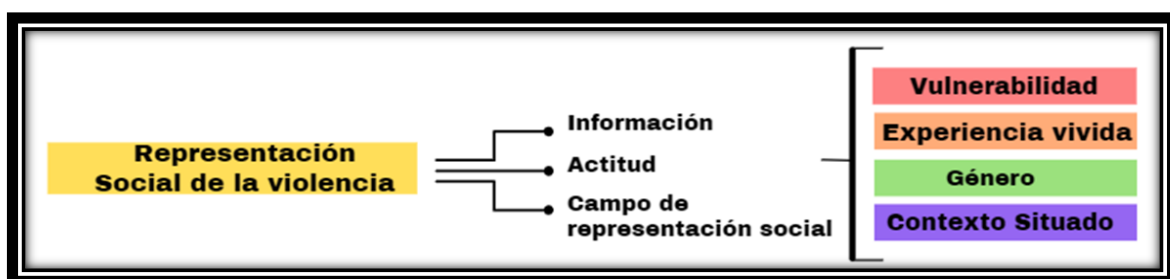 Representación
Social de la violencia
Información
Actitud
Campo de
representación social
Vulnerabilidad
Experiencia vivida
Género
Contexto Situado